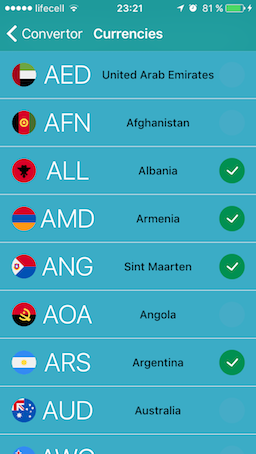 lifecell 23:21 81 %
Convertor Currencies
AED United Arab Emirates
AFN Afghanistan
ALL Albania
AMD Armenia
ANG Sint Maarten
AOA Angola
ARS Argentina
AUD Australia